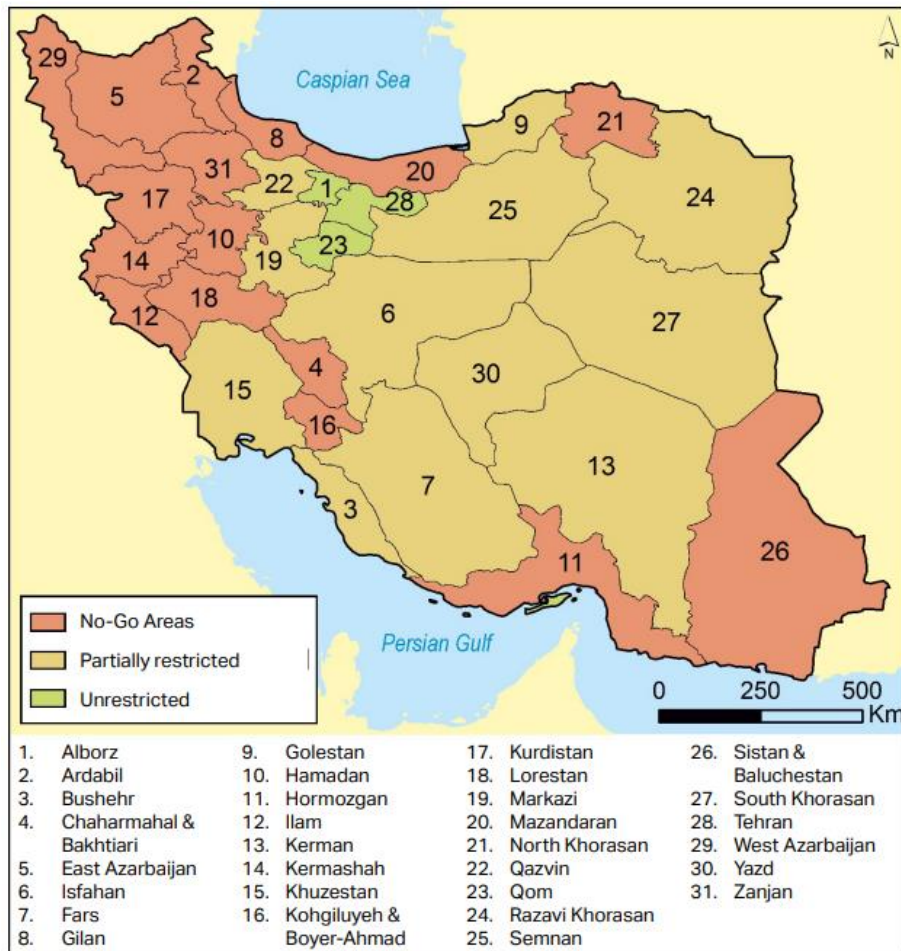 29
2
5
Caspian Sea
N
8
9
21
31
20
22
1
28
24
17
25
10
23
14
19
18
12
6
27
4
30
15
16
13
7
3
26
11
No-Go Areas
Partially restricted
Unrestricted
Persian Gulf
0 250 500
Km
1. Alborz
2. Ardabil
3. Bushehr
4. Chaharmahal &
Bakhtiari
5. East Azarbaijan
6. Isfahan
7. Fars
8. Gilan
9. Golestan
10. Hamadan
11. Hormozgan
12. Ilam
13. Kerman
14. Kermashah
15. Khuzestan
16. Kohgiluyeh &
Boyer-Ahmad
17. Kurdistan
18. Lorestan
19. Markazi
20. Mazandaran
21. North Khorasan
22. Qazvin
23. Qom
24. Razavi Khorasan
25. Semnan
26. Sistan &
Baluchestan
27. South Khorasan
28. Tehran
29. West Azarbaijan
30. Yazd
31. Zanjan